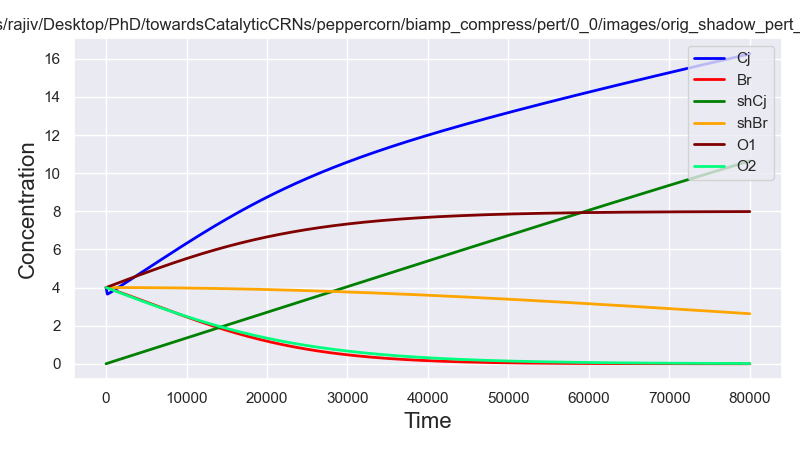 s/rajiv/Desktop/PhD/towardsCatalyticCRNs/peppercorn/biamp_compress/pert/0_0/images/orig_shadow_pert_
Concentration
16
14
12
10
8
6
4
2
0
Cj
Br
shCj
shBr
O1
O2
0 10000 20000 30000 40000 50000 60000 70000 80000
Time